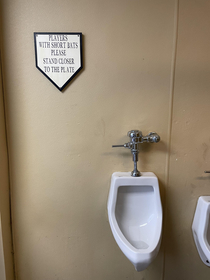 PLAYERS
WITH SHORT BATS
PLEASE
STAND CLOSER
TO THE PLATE